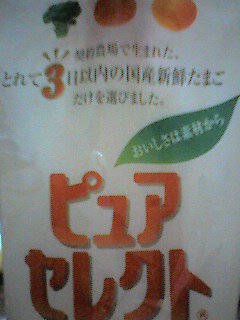 契約農場で生まれた、
とれて3日以内の国産新鮮たまご
だけを選びました。
おいしさは素材から
ピュア
セレクト®